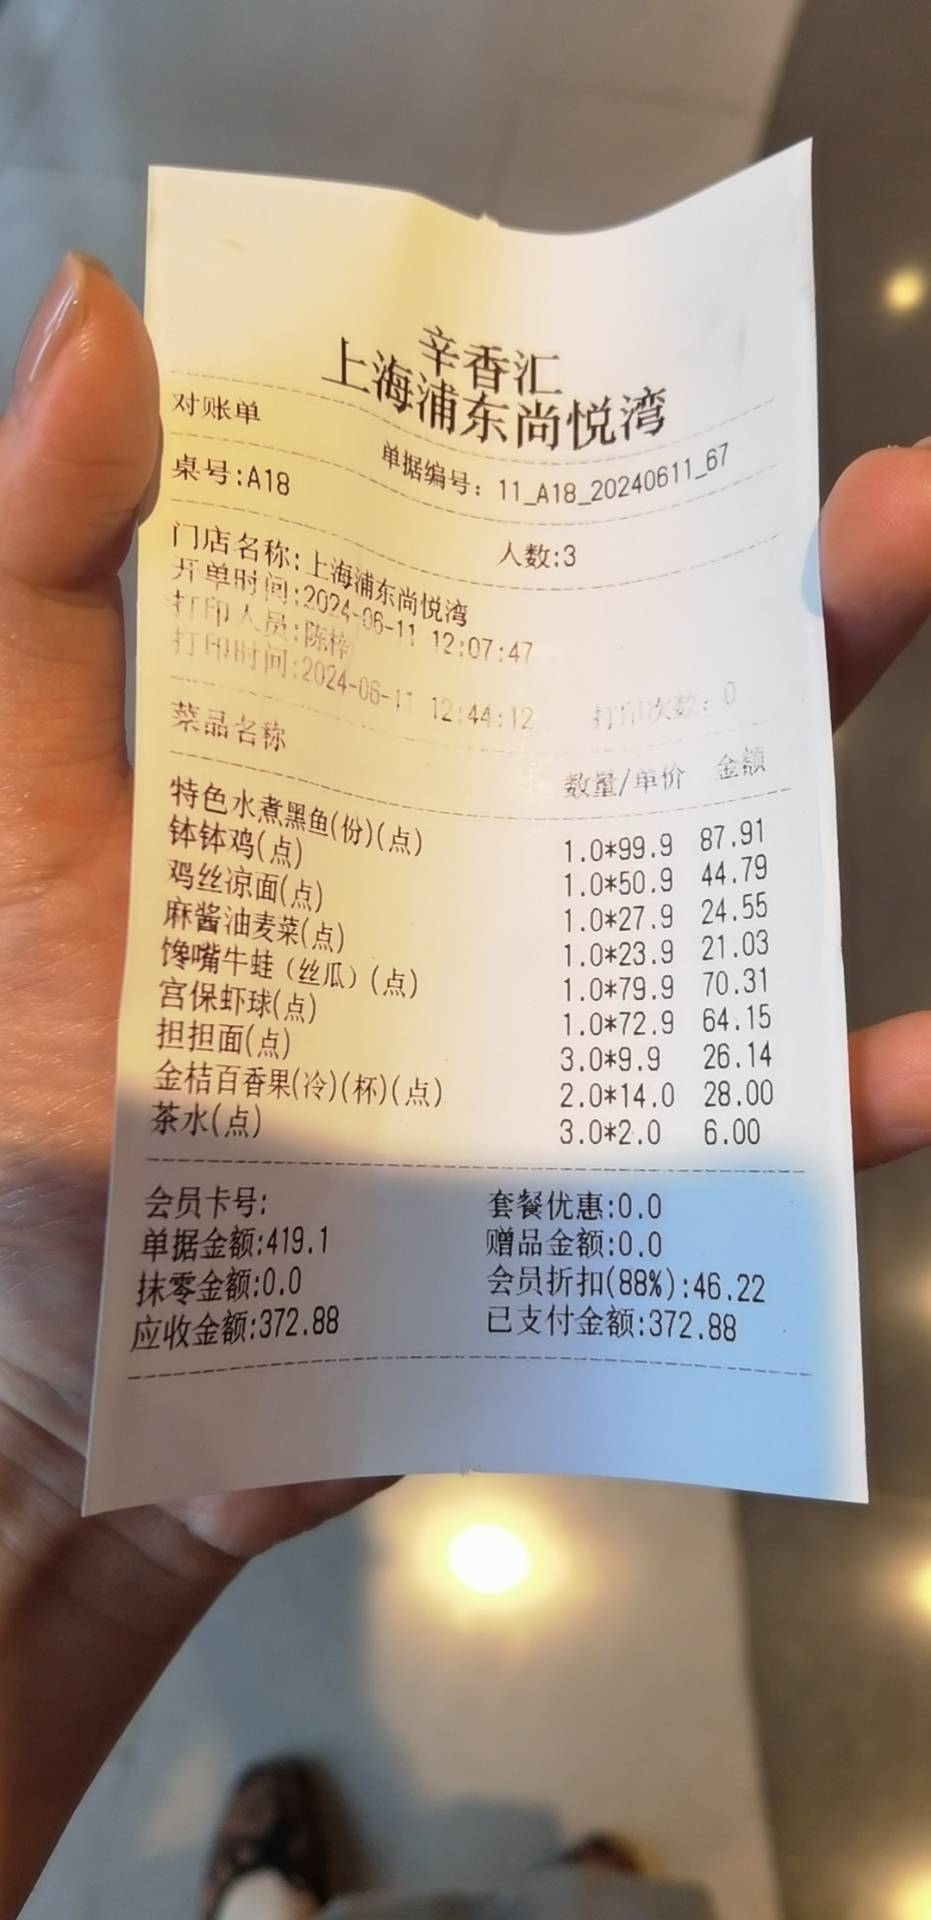 辛香汇
上海浦东尚悦湾
对账单
单据编号：11_A18_20240611_67
桌号:A18 人数:3
门店名称:上海浦东尚悦湾
开单时间:2024-06-11 12:07:47
打印人员:陈梓
打印时间:2024-06-11 12:44:12 打印次数：0
菜品名称 数量/单价 金额
特色水煮黑鱼(份)(点) 1.0*99.9 87.91
钵钵鸡(点) 1.0*50.9 44.79
鸡丝凉面(点) 1.0*27.9 24.55
麻酱油麦菜(点) 1.0*23.9 21.03
馋嘴牛蛙（丝瓜）(点) 1.0*79.9 70.31
宫保虾球(点) 1.0*72.9 64.15
担担面(点) 3.0*9.9 26.14
金桔百香果(冷)(杯)(点) 2.0*14.0 28.00
茶水(点) 3.0*2.0 6.00
会员卡号: 套餐优惠:0.0
单据金额:419.1 赠品金额:0.0
抹零金额:0.0 会员折扣(88%):46.22
应收金额:372.88 已支付金额:372.88